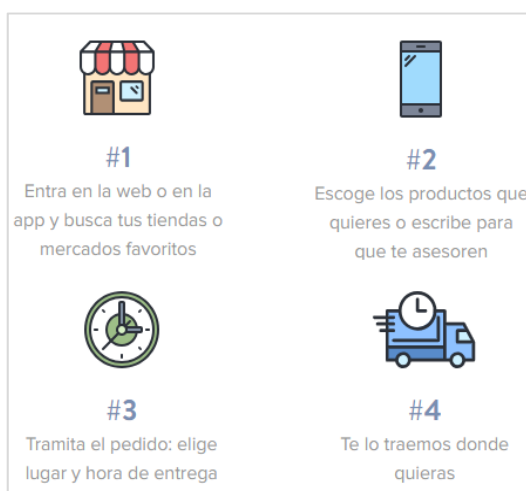 #1
Entra en la web o en la
app y busca tus tiendas o
mercados favoritos
#2
Escoge los productos que
quieres o escribe para
que te asesoren
#3
Tramita el pedido: elige
lugar y hora de entrega
#4
Te lo traemos donde
quieras